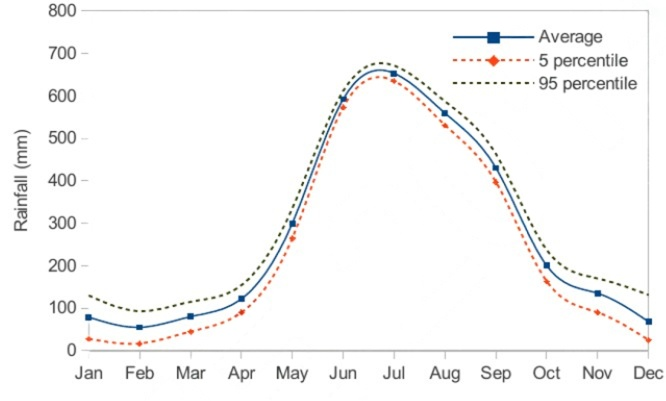 800
700
600
500
400
300
200
100
0
Rainfall (mm)
Average
5 percentile
95 percentile
Jan Feb Mar Apr May Jun Jul Aug Sep Oct Nov Dec